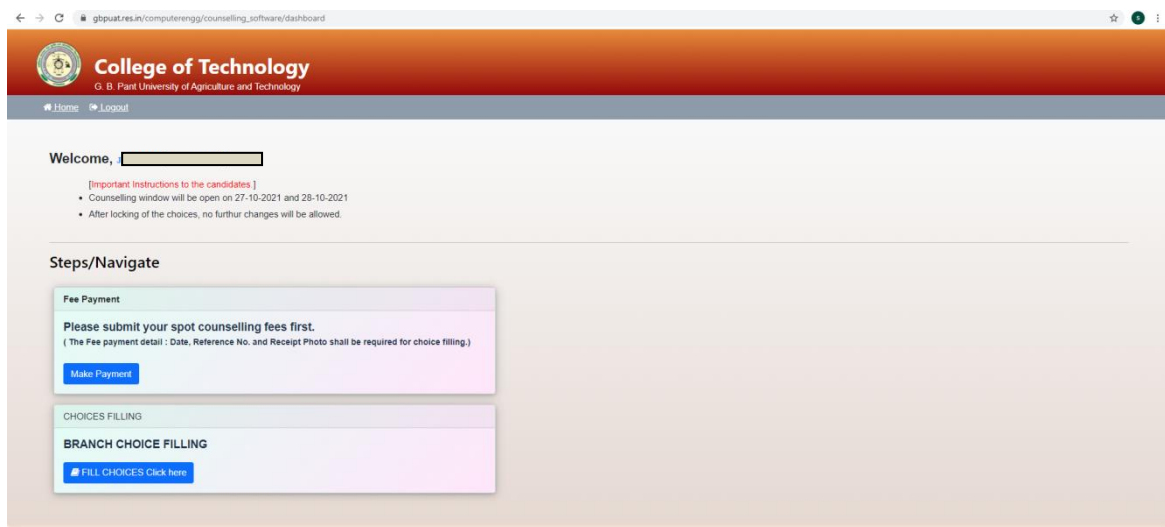 gbpuat.res.in/computerengg/counselling_software/dashboard
S
College of Technology
G. B. Pant University of Agriculture and Technology
Home Logout
Welcome,
[Important Instructions to the candidates.]
• Counselling window will be open on 27-10-2021 and 28-10-2021
• After locking of the choices, no furthur changes will be allowed.
Steps/Navigate
Fee Payment
Please submit your spot counselling fees first.
( The Fee payment detail : Date, Reference No. and Receipt Photo shall be required for choice filling.)
Make Payment
CHOICES FILLING
BRANCH CHOICE FILLING
FILL CHOICES Click here